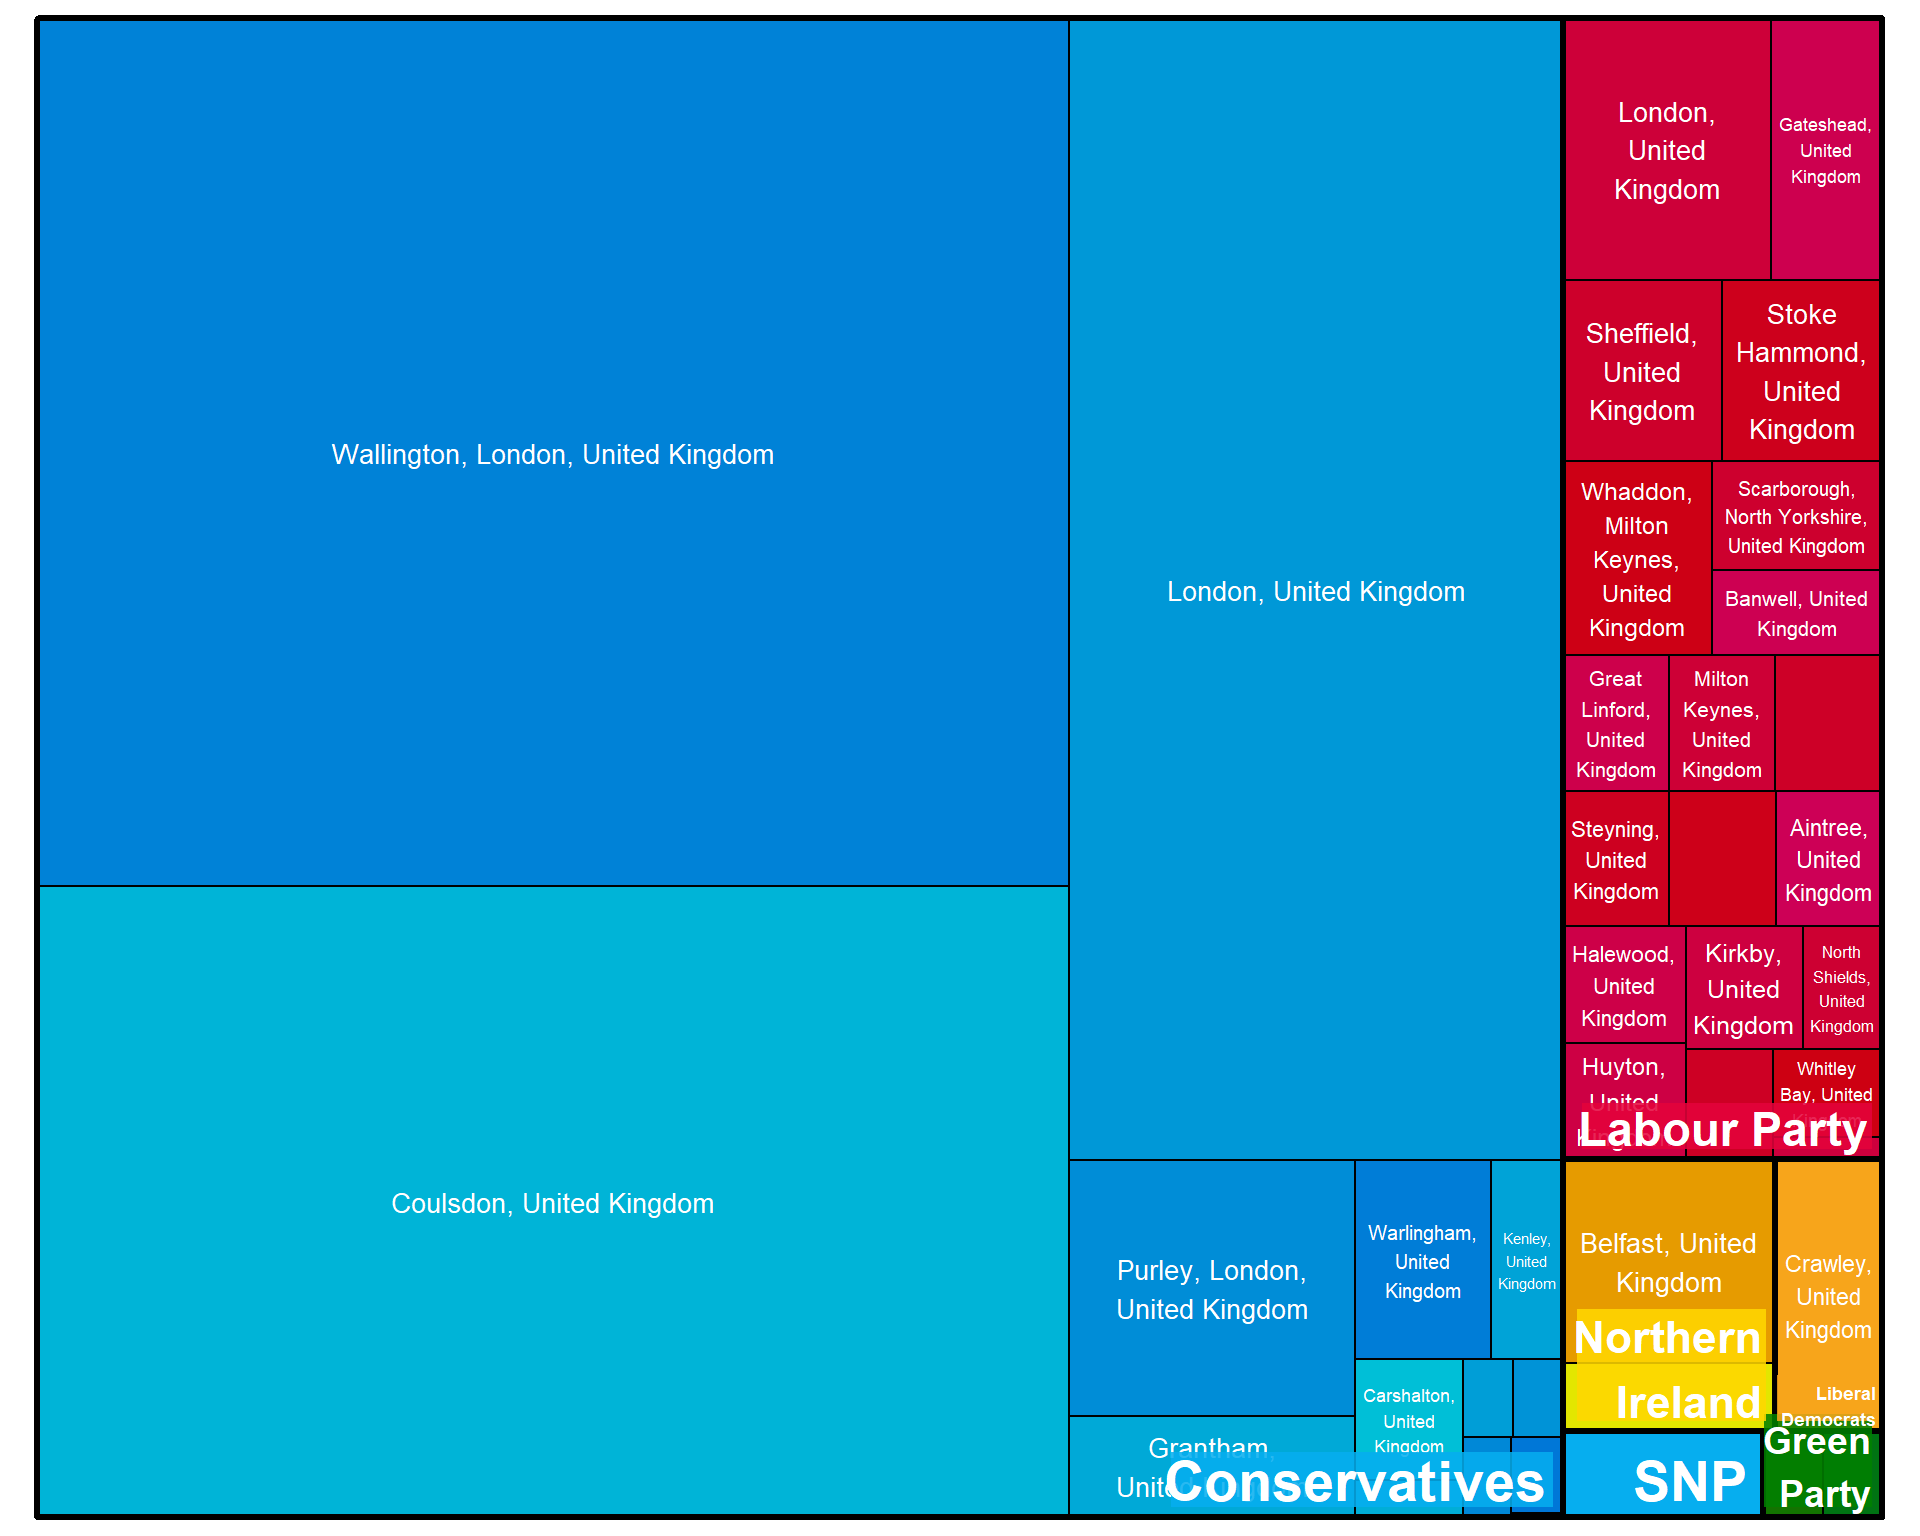 Wallington, London, United Kingdom
Coulsdon, United Kingdom
London, United Kingdom
Purley, London,
United Kingdom
Warlingham,
United
Kingdom
Kenley,
United
Kingdom
Carshalton,
United
Kingdom
Grantham,
Conservatives
London,
United
Kingdom
Gateshead,
United
Kingdom
Sheffield,
United
Kingdom
Stoke
Hammond,
United
Kingdom
Whaddon,
Milton
Keynes,
United
Kingdom
Scarborough,
North Yorkshire,
United Kingdom
Banwell, United
Kingdom
Great
Linford,
United
Kingdom
Milton
Keynes,
United
Kingdom
Steyning,
United
Kingdom
Aintree,
United
Kingdom
Halewood,
United
Kingdom
Kirkby,
United
Kingdom
North
Shields,
United
Kingdom
Huyton,
United
Whitley
Bay, United
Kingdom
Labour Party
Belfast, United
Kingdom
Northern
Ireland
Crawley,
United
Kingdom
Liberal
Democrats
SNP
Green
Party